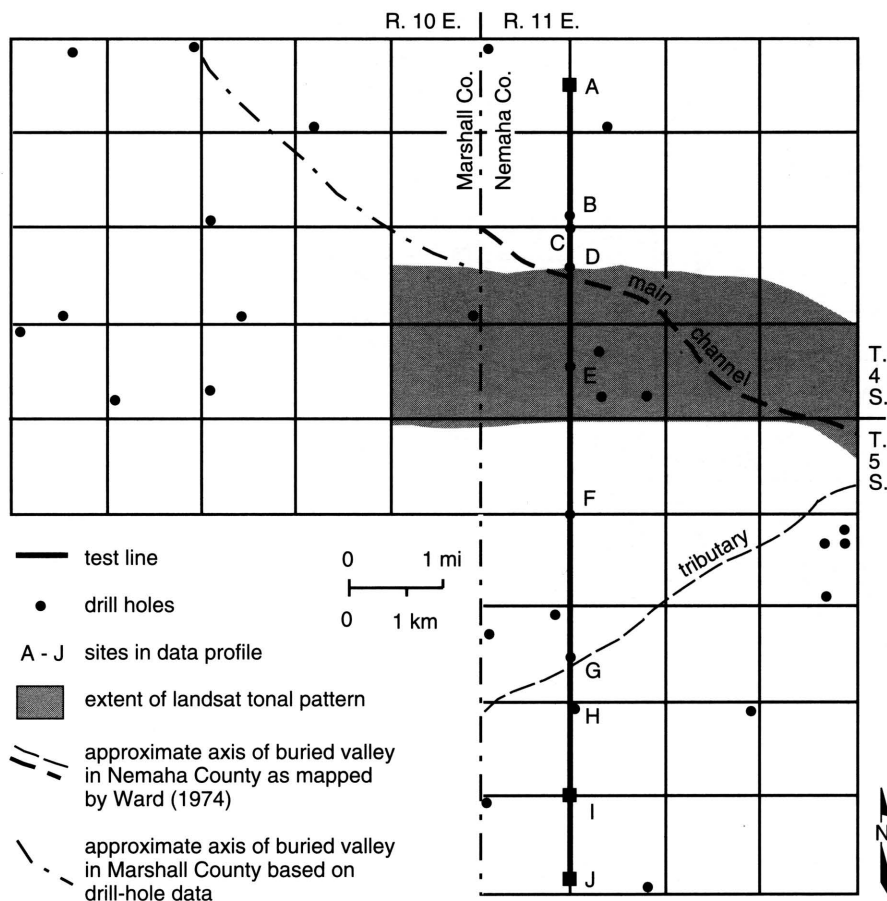 R. 10 E.
R. 11 E.
Marshall Co.
Nemaha Co.
A
B
C
D
main
channel
E
T.
4
S.
T.
5
S.
F
tributary
G
H
I
J
N
test line
drill holes
A - J sites in data profile
extent of landsat tonal pattern
approximate axis of buried valley
in Nemaha County as mapped
by Ward (1974)
approximate axis of buried valley
in Marshall County based on
drill-hole data
0 1 mi
0 1 km